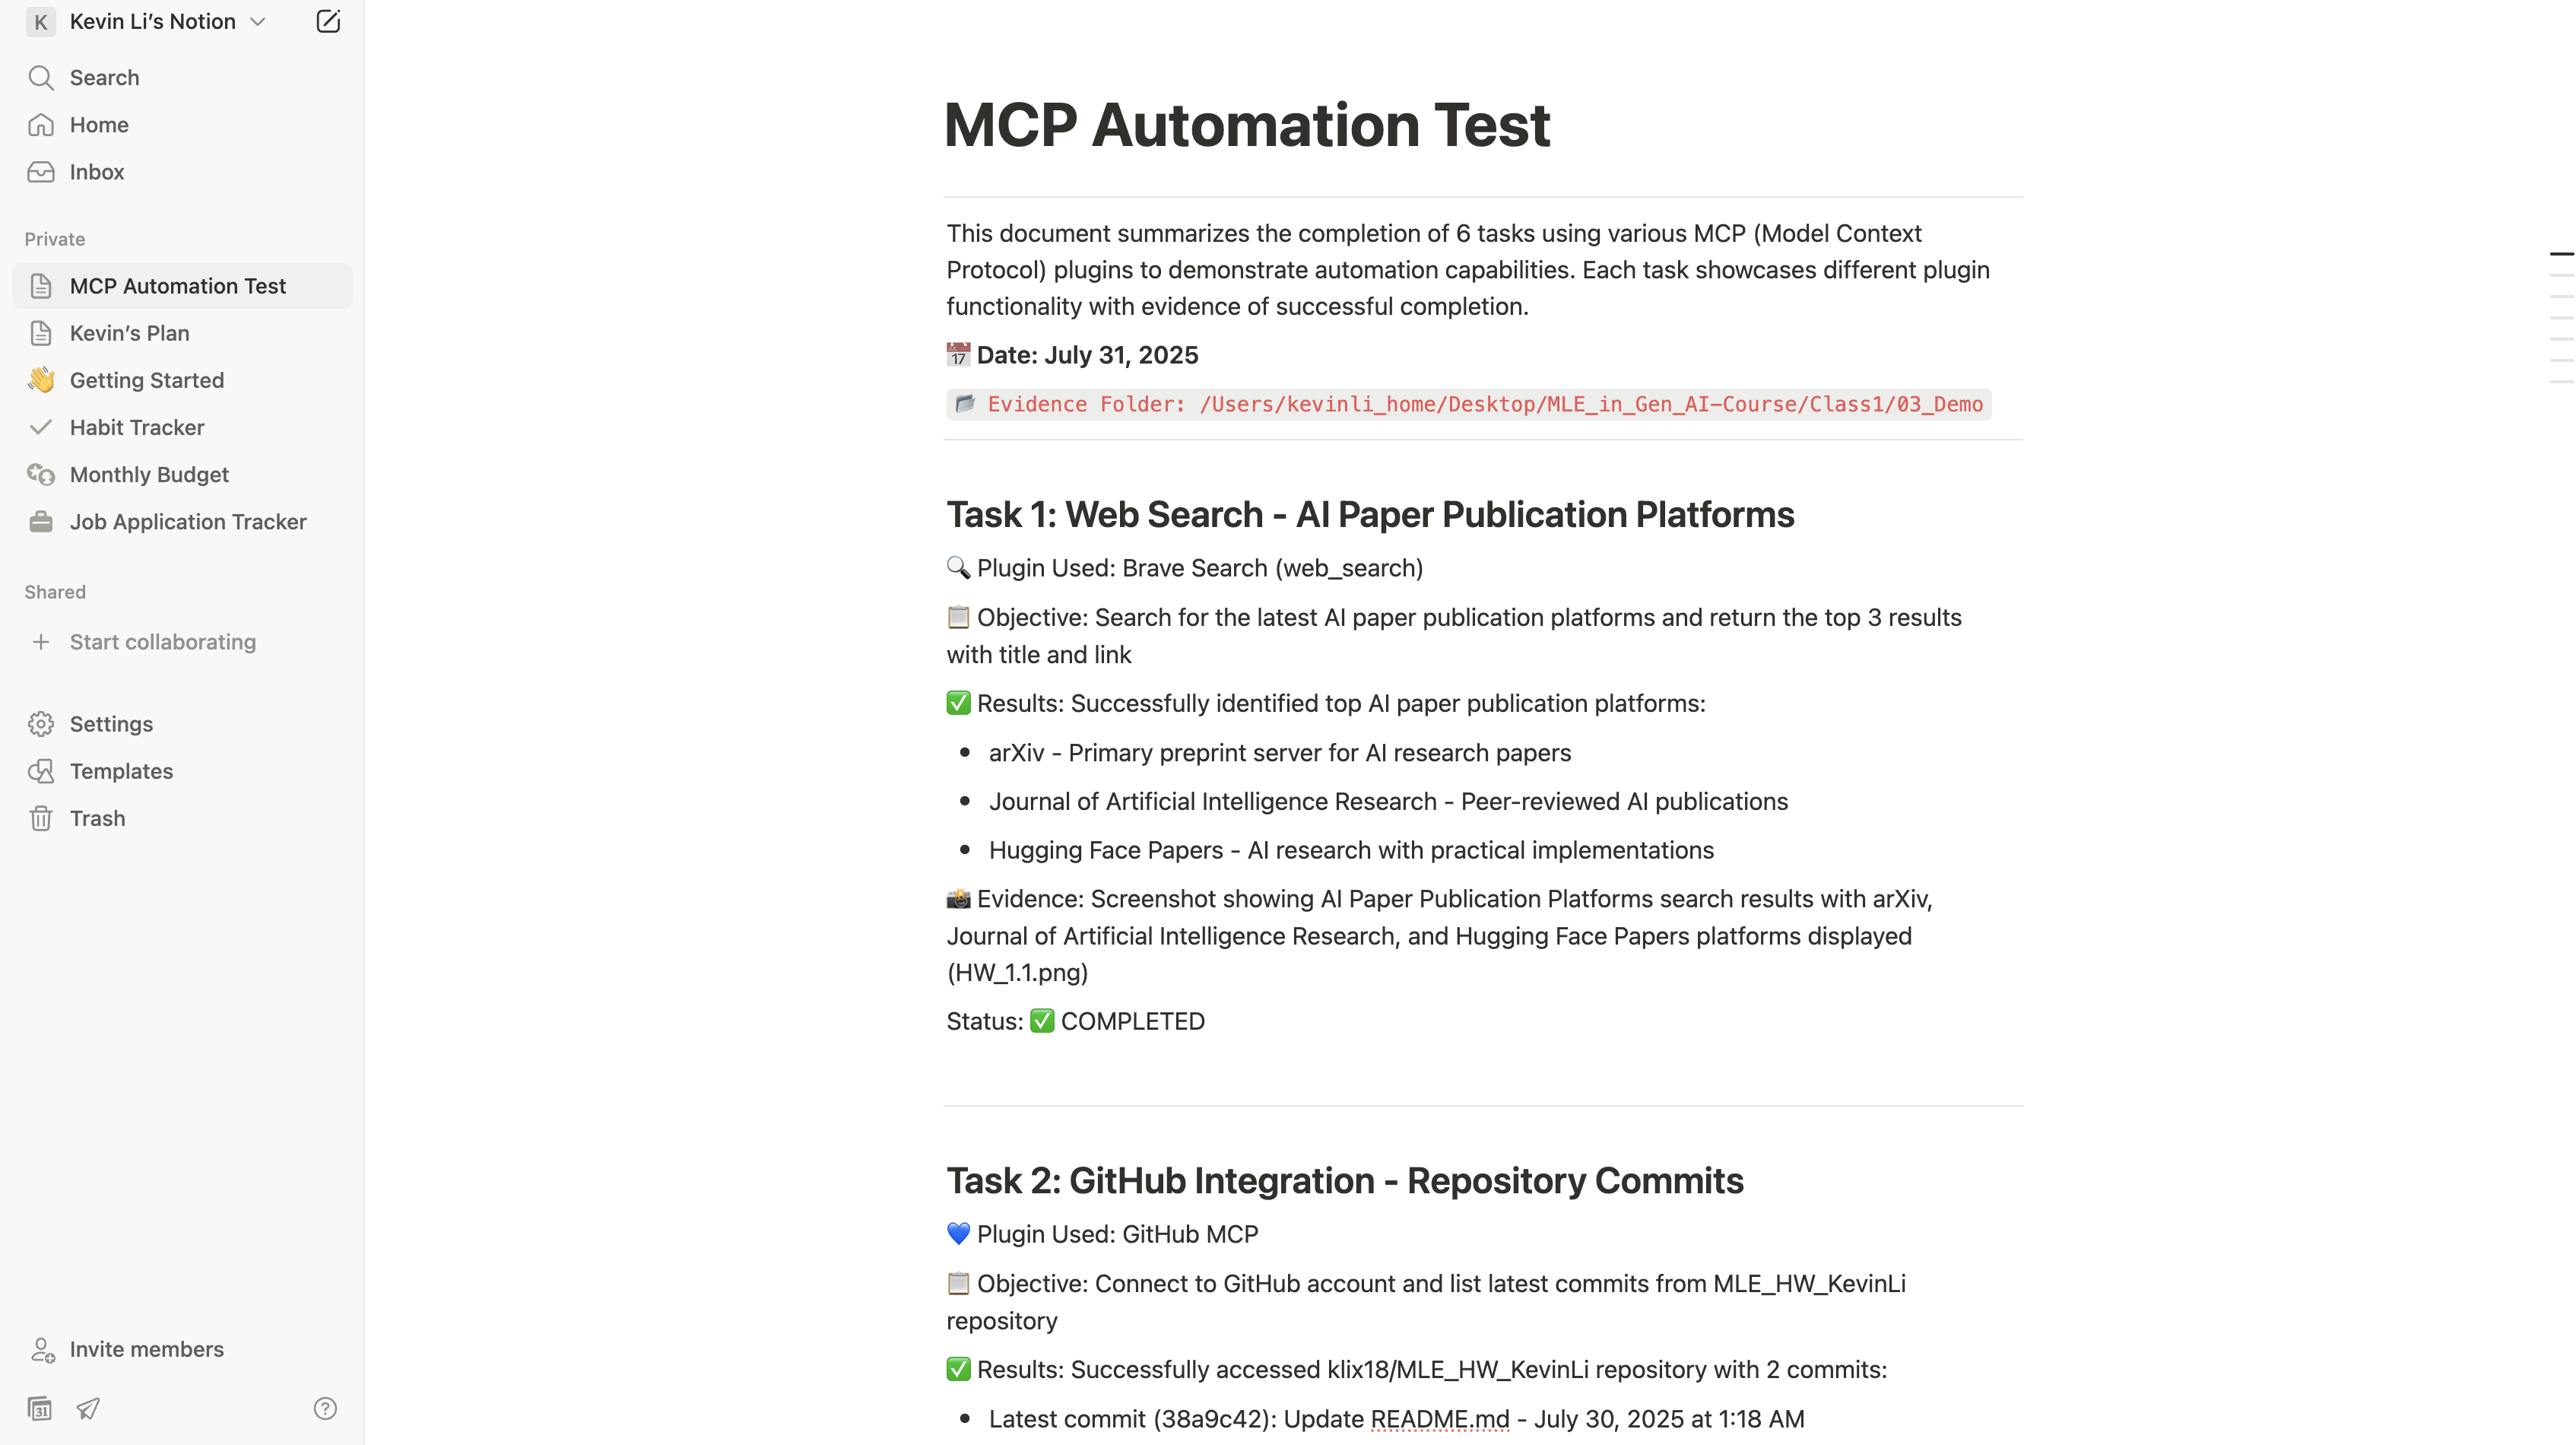 K Kevin Li's Notion
Search
Home
Inbox
Private
MCP Automation Test
Kevin's Plan
Getting Started
Habit Tracker
Monthly Budget
Job Application Tracker
Shared
+ Start collaborating
Settings
Templates
Trash
Invite members
31
?
MCP Automation Test
This document summarizes the completion of 6 tasks using various MCP (Model Context
Protocol) plugins to demonstrate automation capabilities. Each task showcases different plugin
functionality with evidence of successful completion.
📅 Date: July 31, 2025
📂 Evidence Folder: /Users/kevinli_home/Desktop/MLE_in_Gen_AI-Course/Class1/03_Demo
Task 1: Web Search - AI Paper Publication Platforms
🔍 Plugin Used: Brave Search (web_search)
📋 Objective: Search for the latest AI paper publication platforms and return the top 3 results
with title and link
✅ Results: Successfully identified top AI paper publication platforms:
• arXiv - Primary preprint server for AI research papers
• Journal of Artificial Intelligence Research - Peer-reviewed AI publications
• Hugging Face Papers - AI research with practical implementations
📸 Evidence: Screenshot showing AI Paper Publication Platforms search results with arXiv,
Journal of Artificial Intelligence Research, and Hugging Face Papers platforms displayed
(HW_1.1.png)
Status: ✅ COMPLETED
Task 2: GitHub Integration - Repository Commits
💙 Plugin Used: GitHub MCP
📋 Objective: Connect to GitHub account and list latest commits from MLE_HW_KevinLi
repository
✅ Results: Successfully accessed klix18/MLE_HW_KevinLi repository with 2 commits:
• Latest commit (38a9c42): Update README.md - July 30, 2025 at 1:18 AM